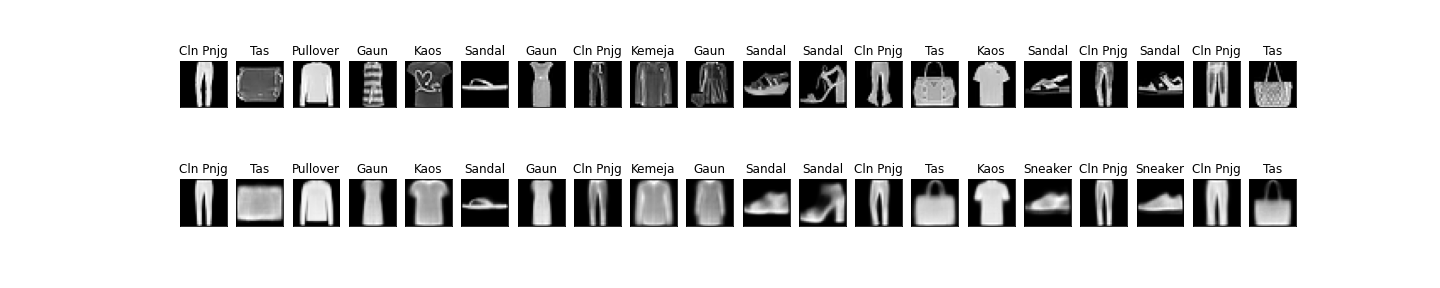 Cln Pnjg Tas Pullover Gaun Kaos Sandal Gaun Cln Pnjg Kemeja Gaun Sandal Sandal Cln Pnjg Tas Kaos Sandal Cln Pnjg Sandal Cln Pnjg Tas
Cln Pnjg Tas Pullover Gaun Kaos Sandal Gaun Cln Pnjg Kemeja Gaun Sandal Sandal Cln Pnjg Tas Kaos Sneaker Cln Pnjg Sneaker Cln Pnjg Tas